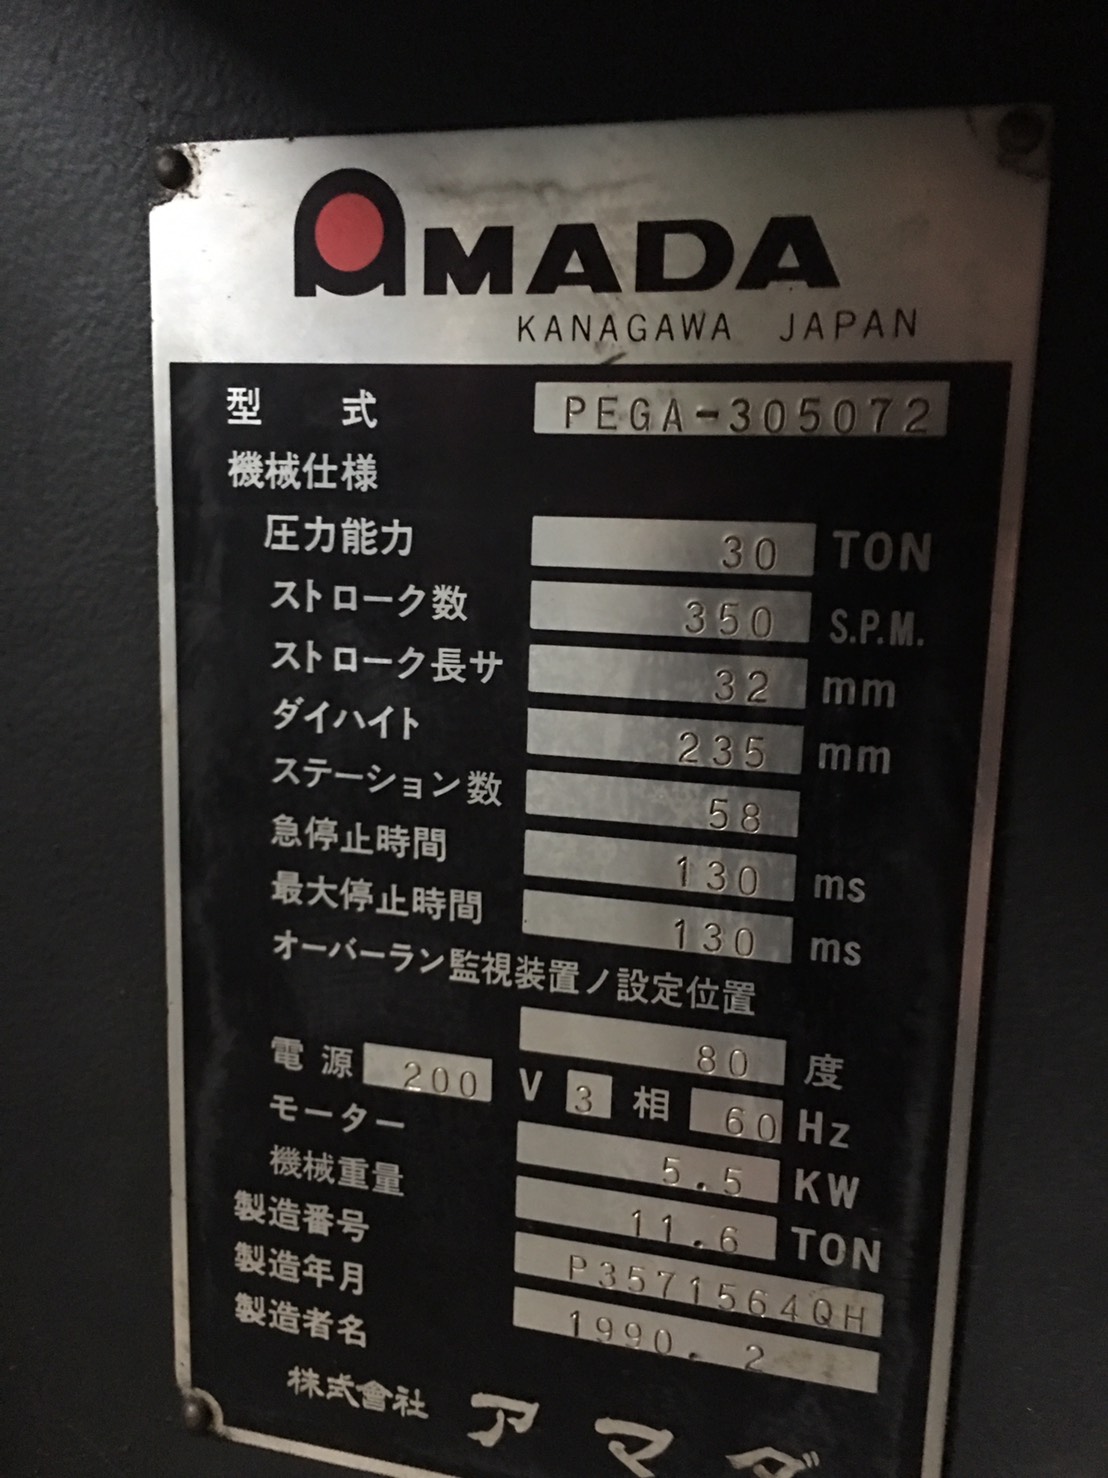 AMADA
KANAGAWA JAPAN
型 式 PEGA-305072
機械仕様
圧力能力 30 TON
ストローク数 350 S.P.M.
ストローク長サ 32 mm
ダイハイト 235 mm
ステーション数 58
急停止時間 130 ms
最大停止時間 130 ms
オーバーラン監視装置ノ設定位置
80 度
電源 200 V 3 相 60 Hz
モーター 5.5 KW
機械重量 11.6 TON
製造番号 P3571564QH
製造年月 1990. 2
製造者名
株式會社 アマダ